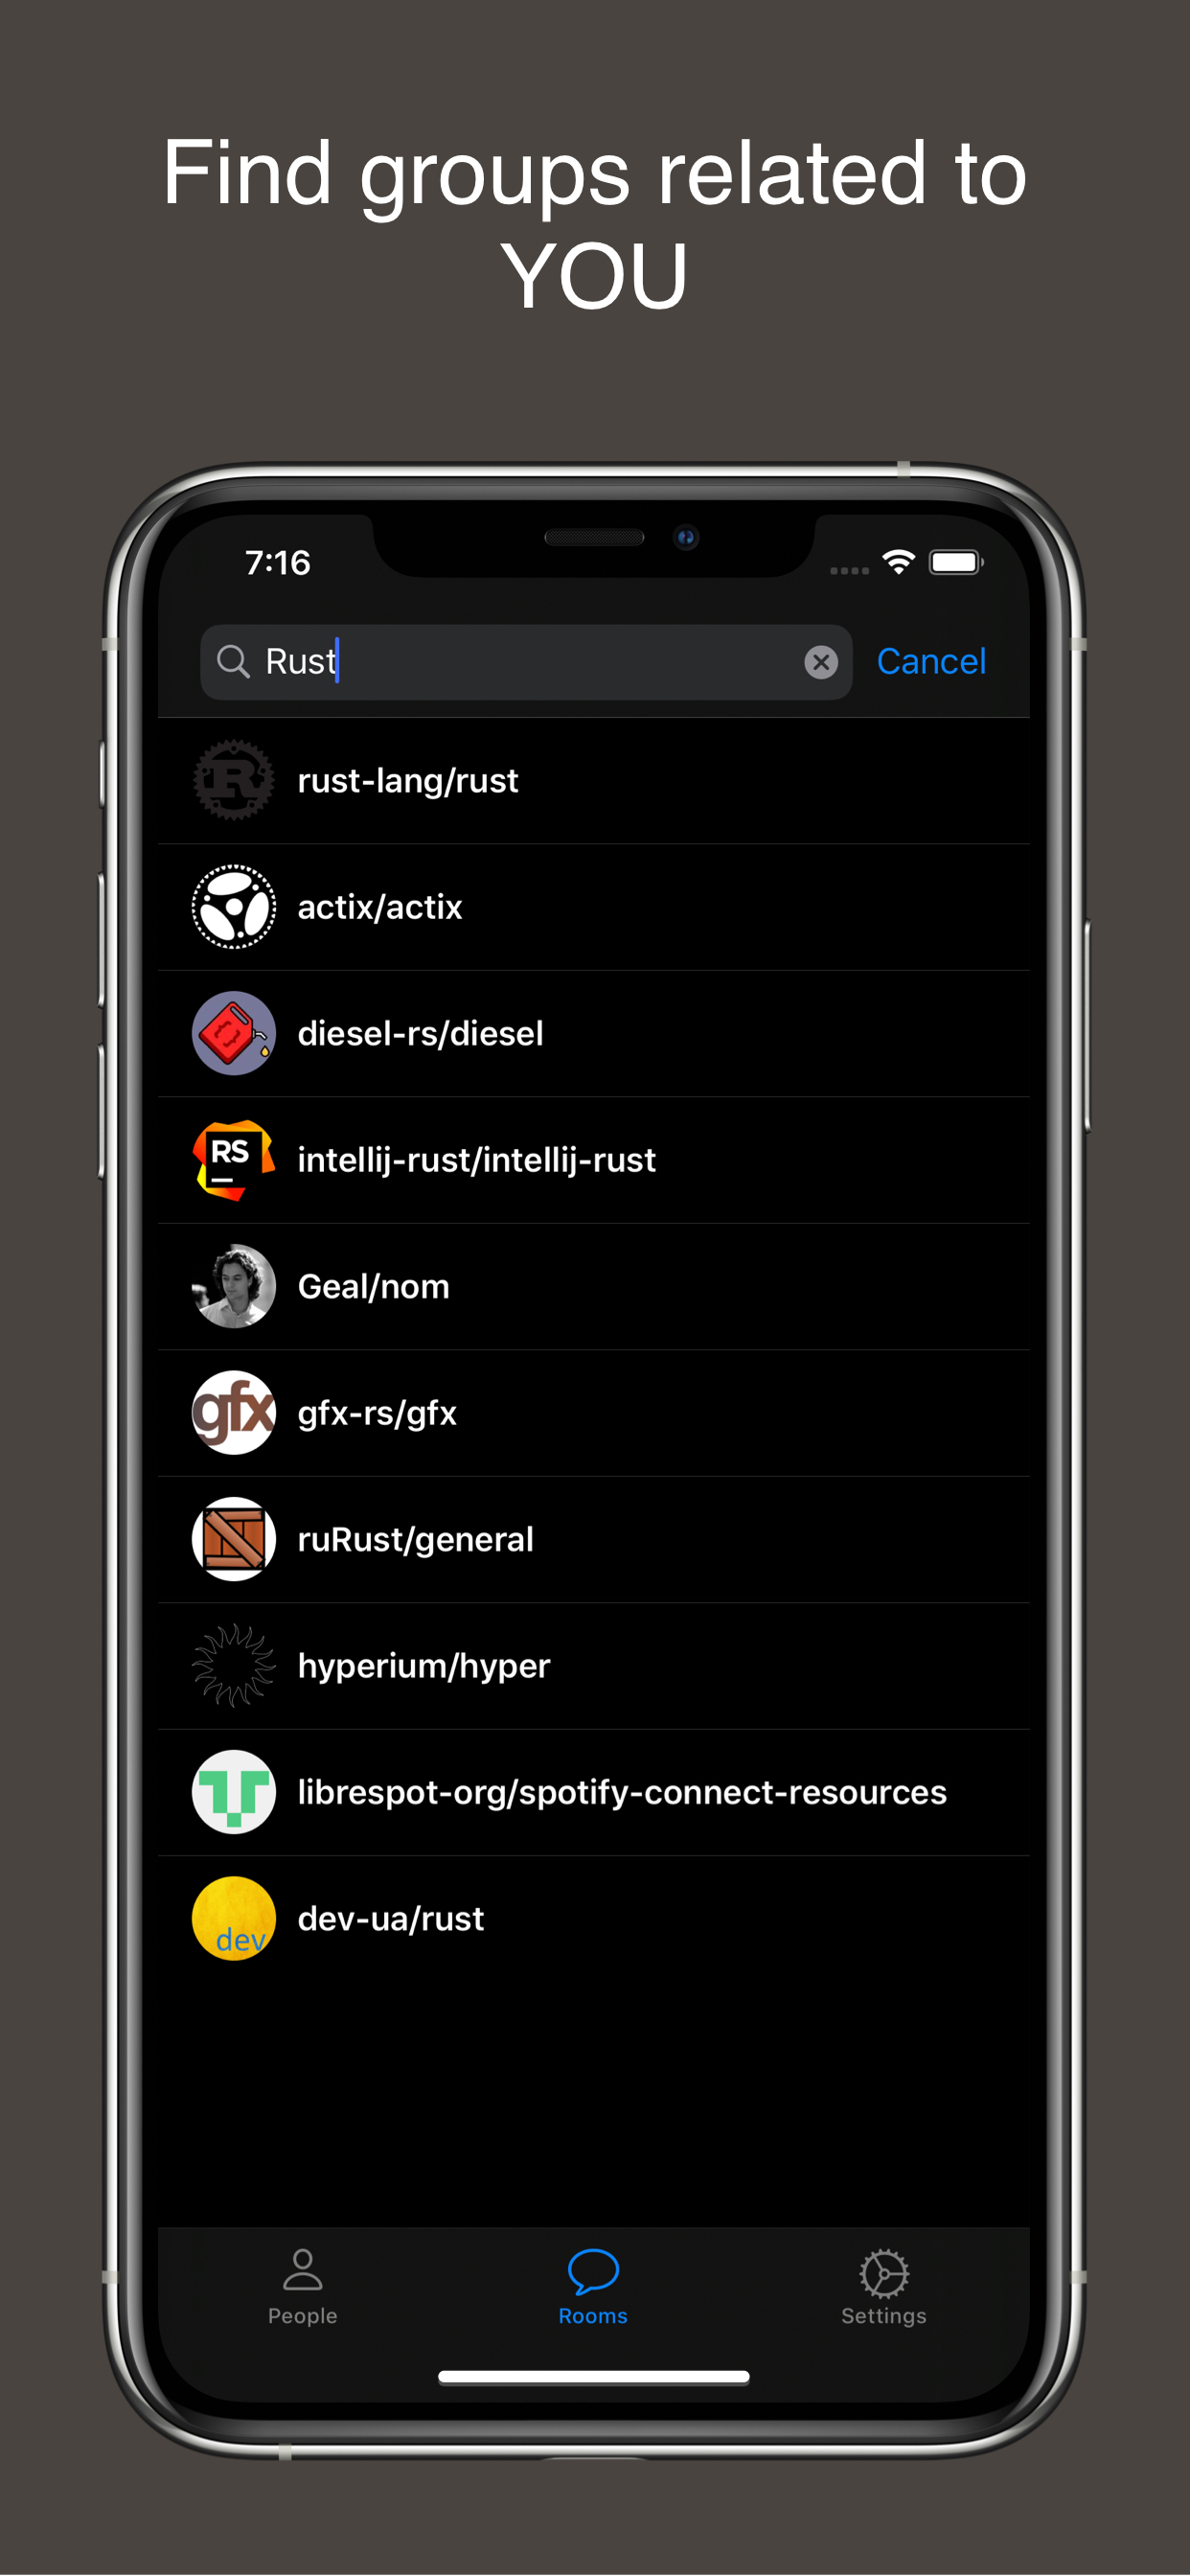 Find groups related to
YOU
7:16
Rust
Cancel
rust-lang/rust
actix/actix
diesel-rs/diesel
RS
intellij-rust/intellij-rust
Geal/nom
gfx
gfx-rs/gfx
ruRust/general
hyperium/hyper
librespot-org/spotify-connect-resources
dev
dev-ua/rust
People
Rooms
Settings